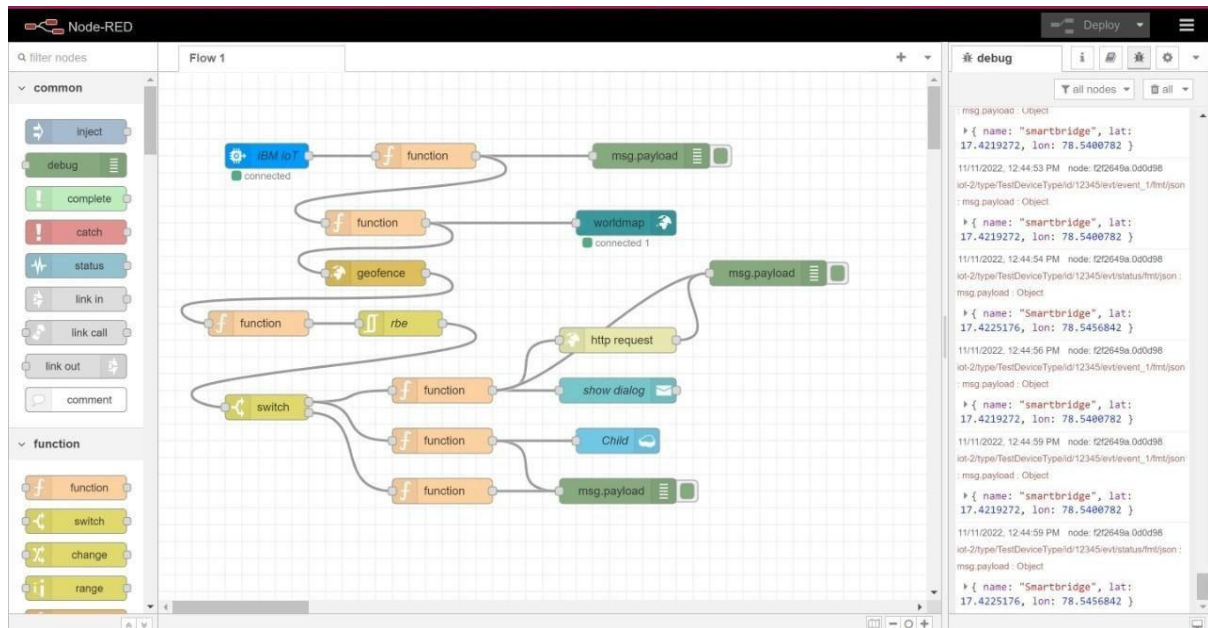 Node-RED
Deploy
filter nodes
common
inject
debug
complete
catch
status
link in
link call
link out
comment
function
function
switch
change
range
Flow 1
IBM IoT
connected
function
msg.payload
function
worldmap
connected 1
geofence
msg.payload
function
rbe
http request
switch
function
show dialog
function
Child
function
msg.payload
debug
i
all nodes
all
: msg.payload : Object
{ name: "smartbridge", lat:
17.4219272, lon: 78.5400782 }
11/11/2022, 12:44:53 PM node: f2f2649a.0d0d98
iot-2/type/TestDeviceType/id/12345/evt/event_1/fmt/json
: msg.payload : Object
{ name: "smartbridge", lat:
17.4219272, lon: 78.5400782 }
11/11/2022, 12:44:54 PM node: f2f2649a.0d0d98
iot-2/type/TestDeviceType/id/12345/evt/status/fmt/json :
msg.payload : Object
{ name: "Smartbridge", lat:
17.4225176, lon: 78.5456842 }
11/11/2022, 12:44:56 PM node: f2f2649a.0d0d98
iot-2/type/TestDeviceType/id/12345/evt/event_1/fmt/json
: msg.payload : Object
{ name: "smartbridge", lat:
17.4219272, lon: 78.5400782 }
11/11/2022, 12:44:59 PM node: f2f2649a.0d0d98
iot-2/type/TestDeviceType/id/12345/evt/event_1/fmt/json
: msg.payload : Object
{ name: "smartbridge", lat:
17.4219272, lon: 78.5400782 }
11/11/2022, 12:44:59 PM node: f2f2649a.0d0d98
iot-2/type/TestDeviceType/id/12345/evt/status/fmt/json :
msg.payload : Object
{ name: "Smartbridge", lat:
17.4225176, lon: 78.5456842 }